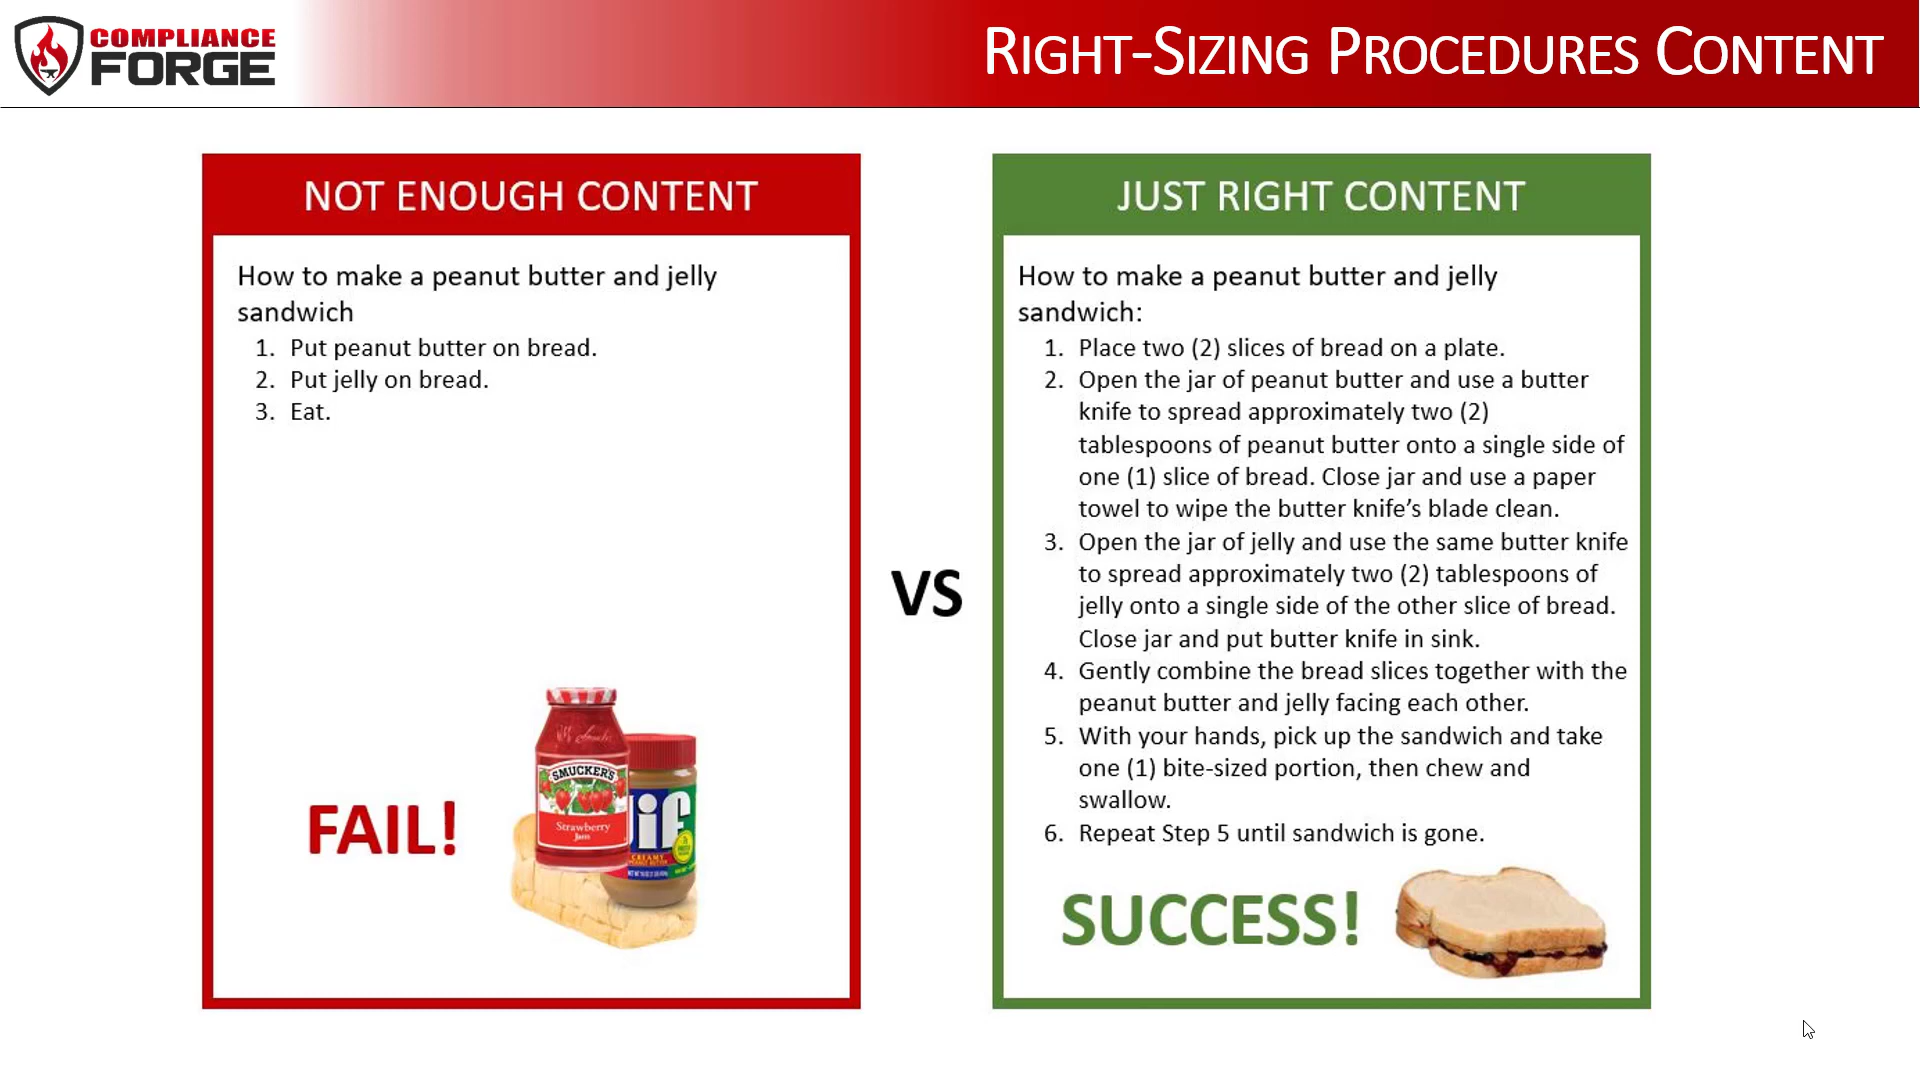 COMPLIANCE
FORGE
RIGHT-SIZING PROCEDURES CONTENT
NOT ENOUGH CONTENT
How to make a peanut butter and jelly
sandwich
1. Put peanut butter on bread.
2. Put jelly on bread.
3. Eat.
FAIL!
SMUCKER'S
Strawberry
Jam
Jif
CREAMY
PEANUT BUTTER
VS
JUST RIGHT CONTENT
How to make a peanut butter and jelly
sandwich:
1. Place two (2) slices of bread on a plate.
2. Open the jar of peanut butter and use a butter
knife to spread approximately two (2)
tablespoons of peanut butter onto a single side of
one (1) slice of bread. Close jar and use a paper
towel to wipe the butter knife’s blade clean.
3. Open the jar of jelly and use the same butter knife
to spread approximately two (2) tablespoons of
jelly onto a single side of the other slice of bread.
Close jar and put butter knife in sink.
4. Gently combine the bread slices together with the
peanut butter and jelly facing each other.
5. With your hands, pick up the sandwich and take
one (1) bite-sized portion, then chew and
swallow.
6. Repeat Step 5 until sandwich is gone.
SUCCESS!